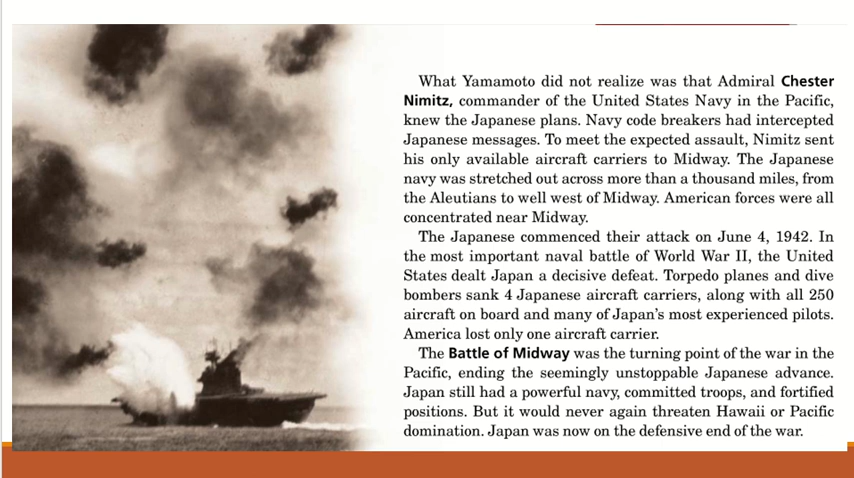 What Yamamoto did not realize was that Admiral Chester
Nimitz, commander of the United States Navy in the Pacific,
knew the Japanese plans. Navy code breakers had intercepted
Japanese messages. To meet the expected assault, Nimitz sent
his only available aircraft carriers to Midway. The Japanese
navy was stretched out across more than a thousand miles, from
the Aleutians to well west of Midway. American forces were all
concentrated near Midway.
The Japanese commenced their attack on June 4, 1942. In
the most important naval battle of World War II, the United
States dealt Japan a decisive defeat. Torpedo planes and dive
bombers sank 4 Japanese aircraft carriers, along with all 250
aircraft on board and many of Japan's most experienced pilots.
America lost only one aircraft carrier.
The Battle of Midway was the turning point of the war in the
Pacific, ending the seemingly unstoppable Japanese advance.
Japan still had a powerful navy, committed troops, and fortified
positions. But it would never again threaten Hawaii or Pacific
domination. Japan was now on the defensive end of the war.